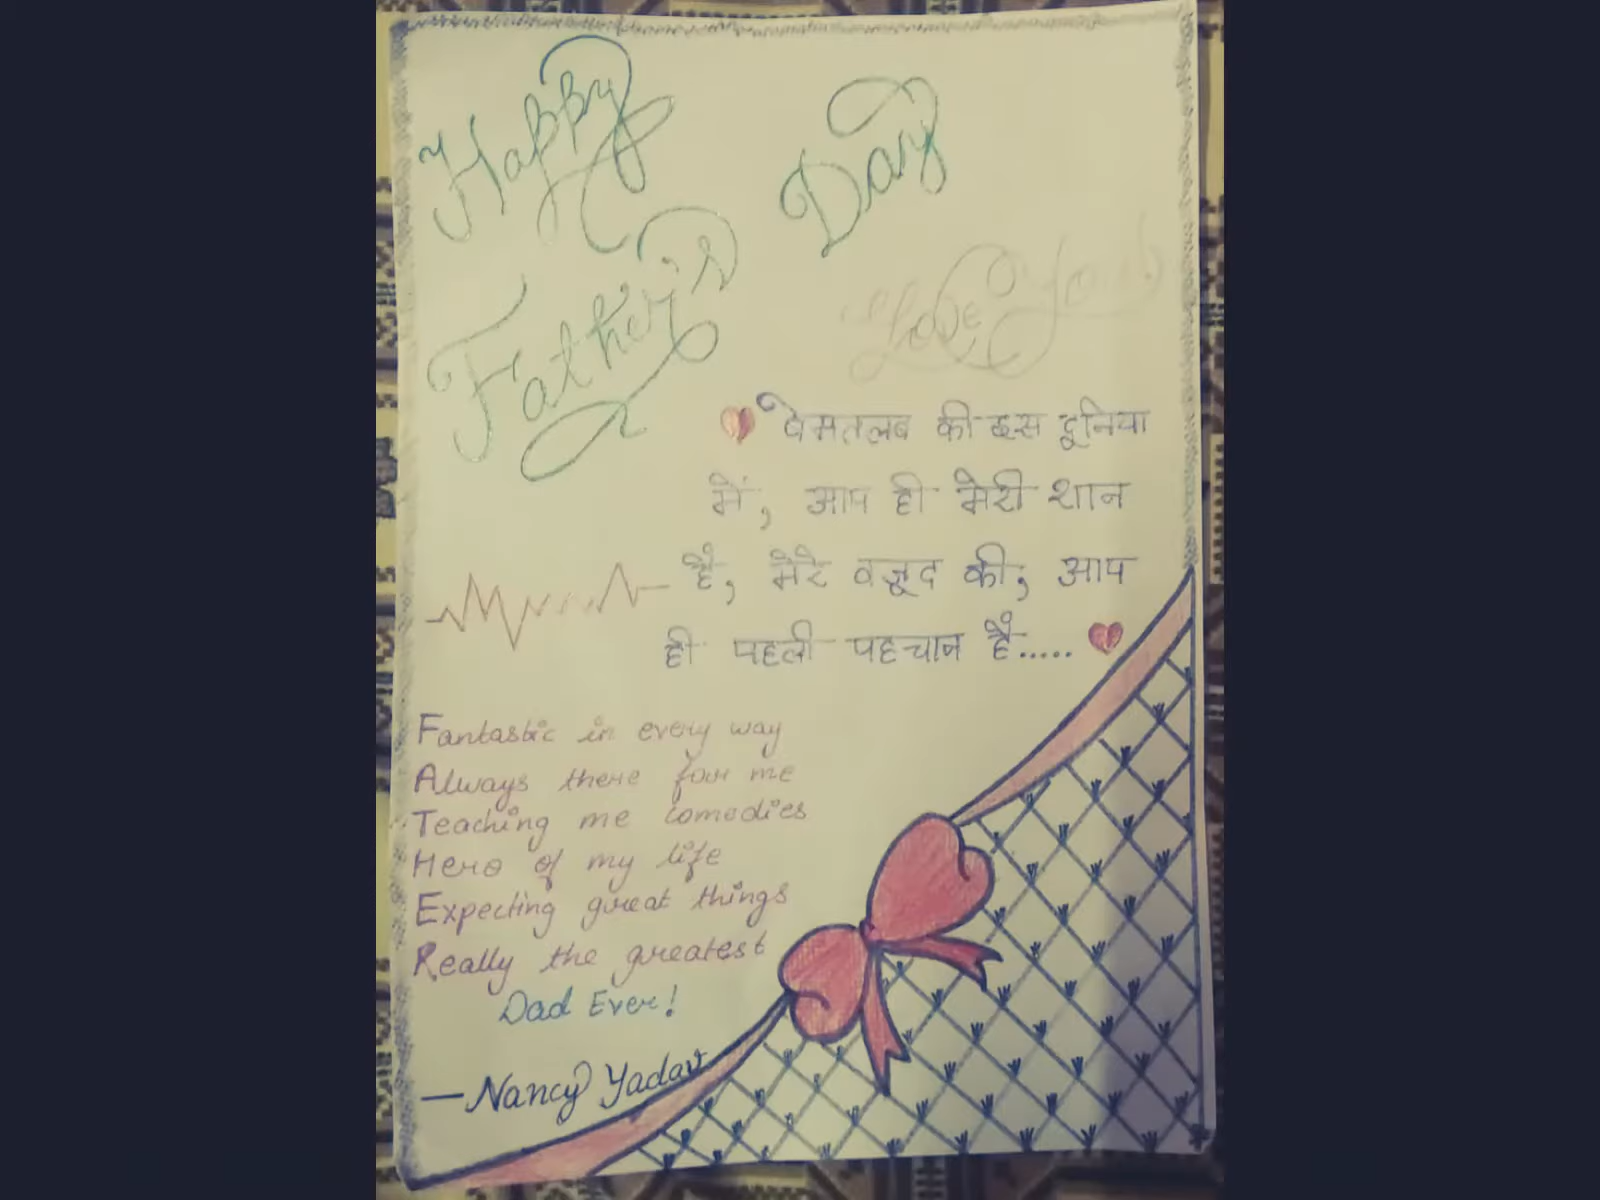 Happy
Father's
Day
I Love You
बेमतलब की इस दूनिया
में, आप ही मेरी शान
हैं, मेरे वजूद की, आप
ही पहली पहचान हैं.....
Fantastic in every way
Always there four me
Teaching me comedies
Hero of my life
Expecting great things
Really the greatest
Dad Ever!
—Nancy Yadav